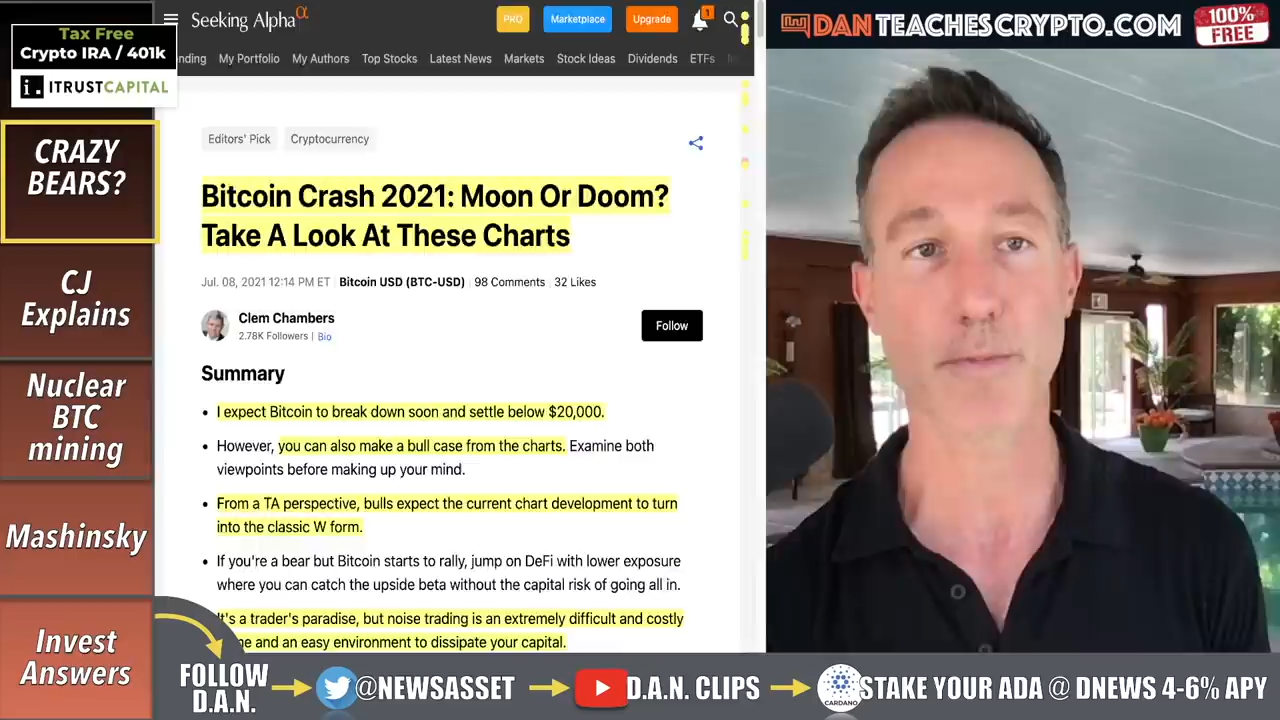 Tax Free
Crypto IRA / 401k
ITRUSTCAPITAL
CRAZY
BEARS?
CJ
Explains
Nuclear
BTC
mining
Mashinsky
Invest
Answers
Seeking Alpha α
PRO
Marketplace
Upgrade
1
My Portfolio
My Authors
Top Stocks
Latest News
Markets
Stock Ideas
Dividends
ETFs
Editors' Pick
Cryptocurrency
Bitcoin Crash 2021: Moon Or Doom?
Take A Look At These Charts
Jul. 08, 2021 12:14 PM ET
Bitcoin USD (BTC-USD)
98 Comments
32 Likes
Clem Chambers
2.78K Followers | Bio
Follow
Summary
• I expect Bitcoin to break down soon and settle below $20,000.
• However, you can also make a bull case from the charts. Examine both
viewpoints before making up your mind.
• From a TA perspective, bulls expect the current chart development to turn
into the classic W form.
• If you're a bear but Bitcoin starts to rally, jump on DeFi with lower exposure
where you can catch the upside beta without the capital risk of going all in.
It's a trader's paradise, but noise trading is an extremely difficult and costly
and an easy environment to dissipate your capital.
DANTEACHESCRYPTO.COM
100%
FREE
FOLLOW
D.A.N.
@NEWSASSET
D.A.N. CLIPS
CARDANO
STAKE YOUR ADA @ DNEWS 4-6% APY